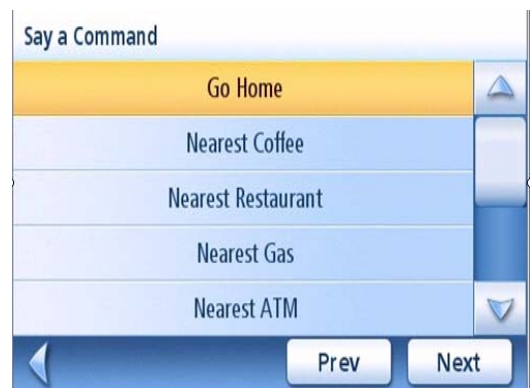 Say a Command
Go Home
Nearest Coffee
Nearest Restaurant
Nearest Gas
Nearest ATM
Prev Next